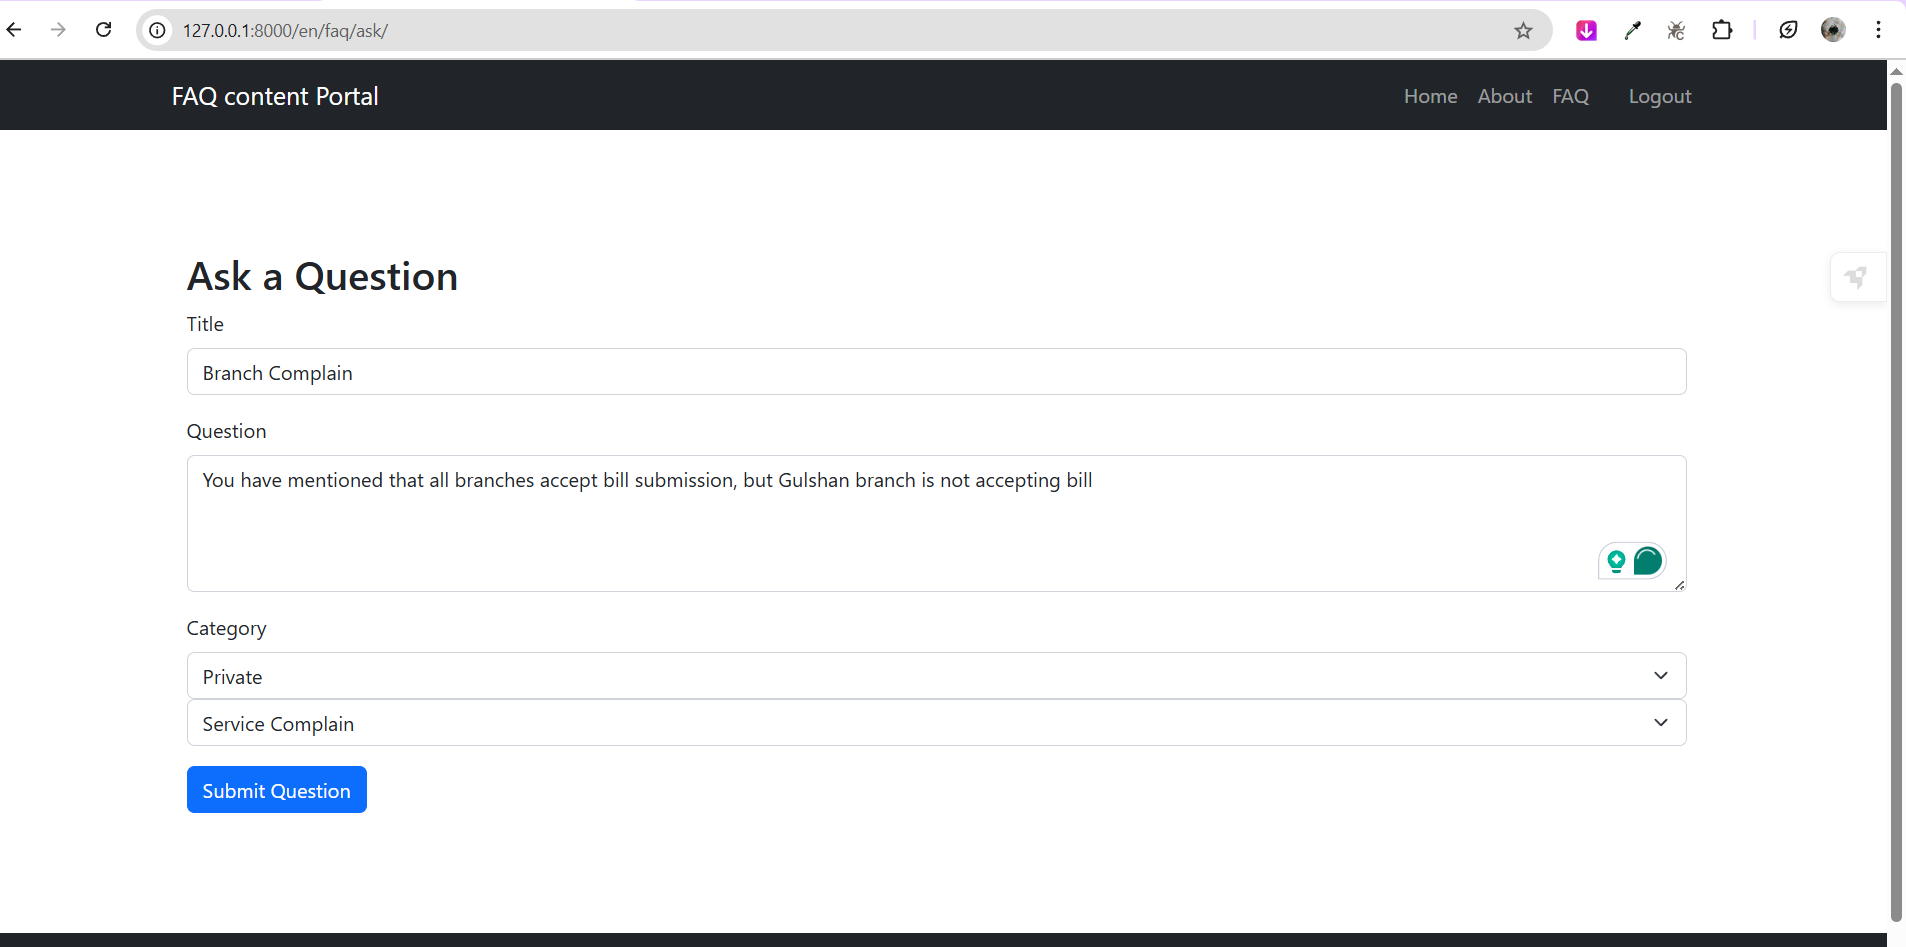 127.0.0.1:8000/en/faq/ask/
FAQ content Portal Home About FAQ Logout
Ask a Question
Title
Branch Complain
Question
You have mentioned that all branches accept bill submission, but Gulshan branch is not accepting bill
Category
Private
Service Complain
Submit Question